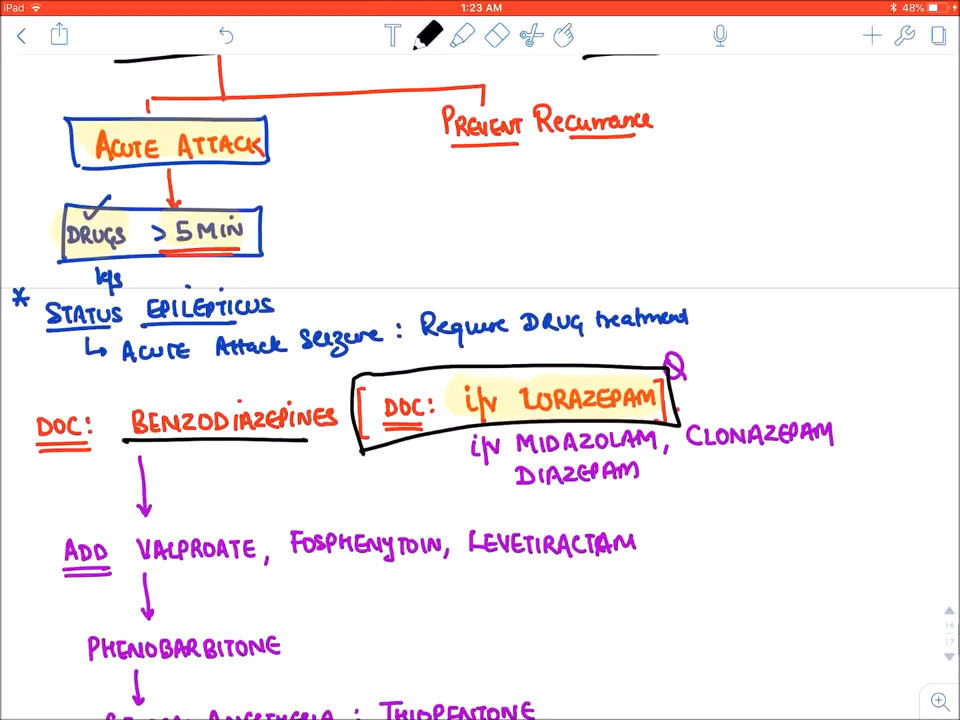 iPad
1:23 AM
48%
T
PREVENT Recurrance
ACUTE ATTACK
DRUGS > 5 MIN
* STATUS EPILEPTICUS
↳ ACUTE Attack Seizure : Require DRUG treatment
Q
DOC: BENZODIAZEPINES [ DOC: i/v LORAZEPAM ]
i/v MIDAZOLAM, CLONAZEPAM
DIAZEPAM
ADD VALPROATE, FOSPHENYTOIN, LEVETIRACTAM
PHENOBARBITONE
: THIOPENTONE